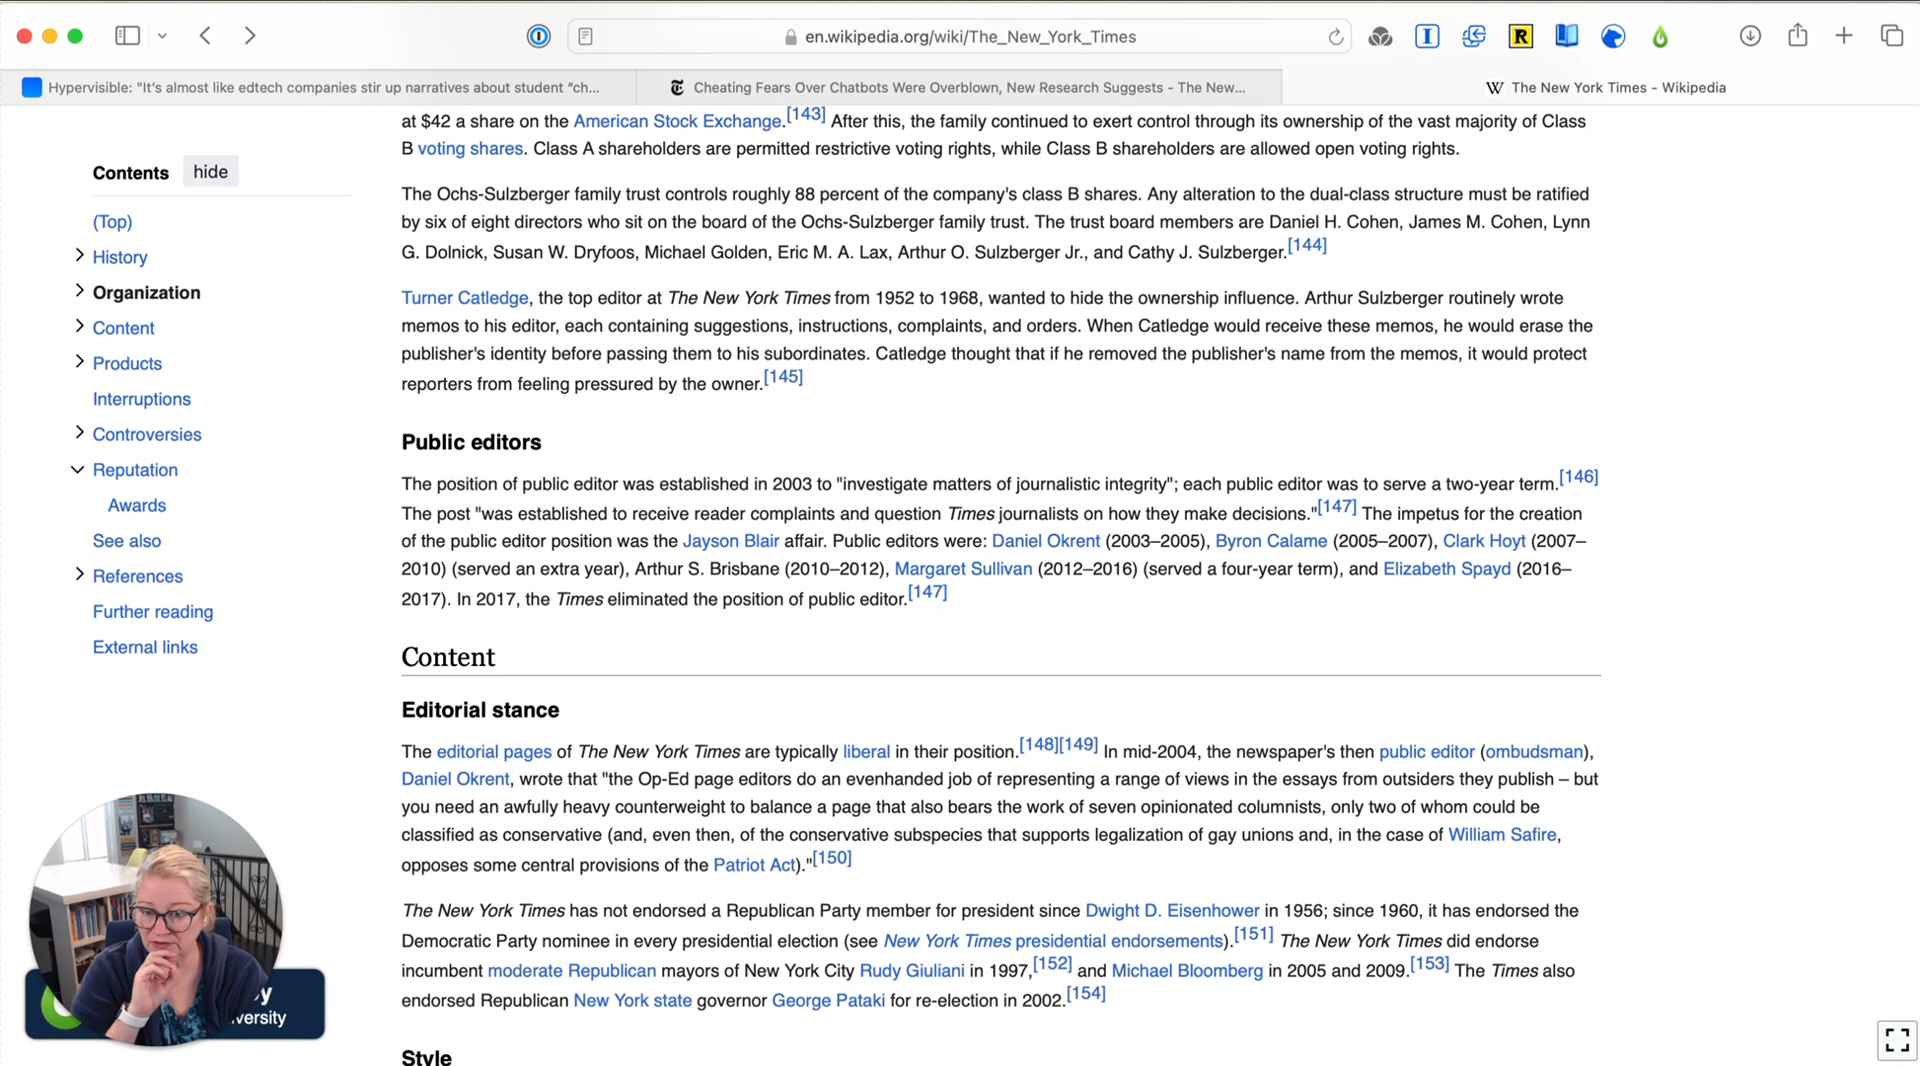 en.wikipedia.org/wiki/The_New_York_Times
Hypervisible: "It's almost like edtech companies stir up narratives about student "ch...
Cheating Fears Over Chatbots Were Overblown, New Research Suggests - The New...
The New York Times - Wikipedia
Contents hide
(Top)
History
Organization
Content
Products
Interruptions
Controversies
Reputation
Awards
See also
References
Further reading
External links
at $42 a share on the American Stock Exchange.[143] After this, the family continued to exert control through its ownership of the vast majority of Class
B voting shares. Class A shareholders are permitted restrictive voting rights, while Class B shareholders are allowed open voting rights.
The Ochs-Sulzberger family trust controls roughly 88 percent of the company's class B shares. Any alteration to the dual-class structure must be ratified
by six of eight directors who sit on the board of the Ochs-Sulzberger family trust. The trust board members are Daniel H. Cohen, James M. Cohen, Lynn
G. Dolnick, Susan W. Dryfoos, Michael Golden, Eric M. A. Lax, Arthur O. Sulzberger Jr., and Cathy J. Sulzberger.[144]
Turner Catledge, the top editor at The New York Times from 1952 to 1968, wanted to hide the ownership influence. Arthur Sulzberger routinely wrote
memos to his editor, each containing suggestions, instructions, complaints, and orders. When Catledge would receive these memos, he would erase the
publisher's identity before passing them to his subordinates. Catledge thought that if he removed the publisher's name from the memos, it would protect
reporters from feeling pressured by the owner.[145]
Public editors
The position of public editor was established in 2003 to "investigate matters of journalistic integrity"; each public editor was to serve a two-year term.[146]
The post "was established to receive reader complaints and question Times journalists on how they make decisions."[147] The impetus for the creation
of the public editor position was the Jayson Blair affair. Public editors were: Daniel Okrent (2003–2005), Byron Calame (2005–2007), Clark Hoyt (2007–
2010) (served an extra year), Arthur S. Brisbane (2010–2012), Margaret Sullivan (2012–2016) (served a four-year term), and Elizabeth Spayd (2016–
2017). In 2017, the Times eliminated the position of public editor.[147]
Content
Editorial stance
The editorial pages of The New York Times are typically liberal in their position.[148][149] In mid-2004, the newspaper's then public editor (ombudsman),
Daniel Okrent, wrote that "the Op-Ed page editors do an evenhanded job of representing a range of views in the essays from outsiders they publish – but
you need an awfully heavy counterweight to balance a page that also bears the work of seven opinionated columnists, only two of whom could be
classified as conservative (and, even then, of the conservative subspecies that supports legalization of gay unions and, in the case of William Safire,
opposes some central provisions of the Patriot Act)."[150]
The New York Times has not endorsed a Republican Party member for president since Dwight D. Eisenhower in 1956; since 1960, it has endorsed the
Democratic Party nominee in every presidential election (see New York Times presidential endorsements).[151] The New York Times did endorse
incumbent moderate Republican mayors of New York City Rudy Giuliani in 1997,[152] and Michael Bloomberg in 2005 and 2009.[153] The Times also
endorsed Republican New York state governor George Pataki for re-election in 2002.[154]
Style